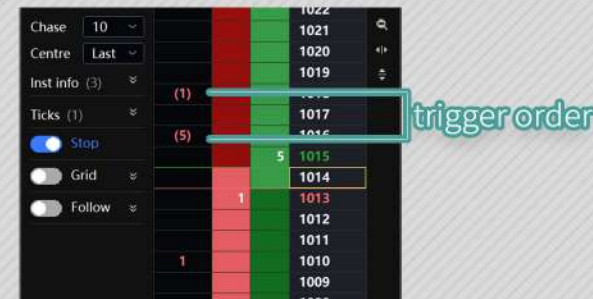 Chase 10
Centre Last
Inst info (3)
Ticks (1)
Stop
Grid
Follow
(1)
(5)
1
1
5
1022
1021
1020
1019
1017
1016
1015
1014
1013
1012
1011
1010
1009
trigger order